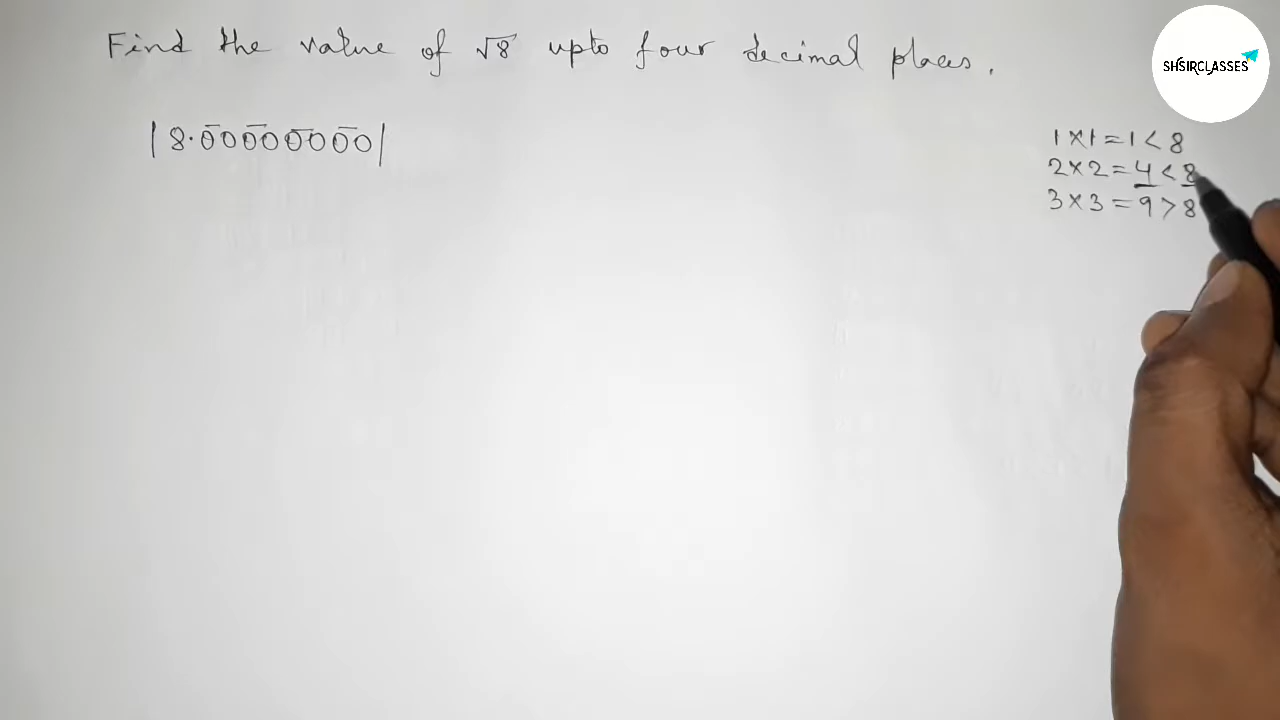 Find the value of √8 upto four decimal places.
SHSIRCLASSES
| 8.00000000 |
1×1=1<8
2×2=4<8
3×3=9>8